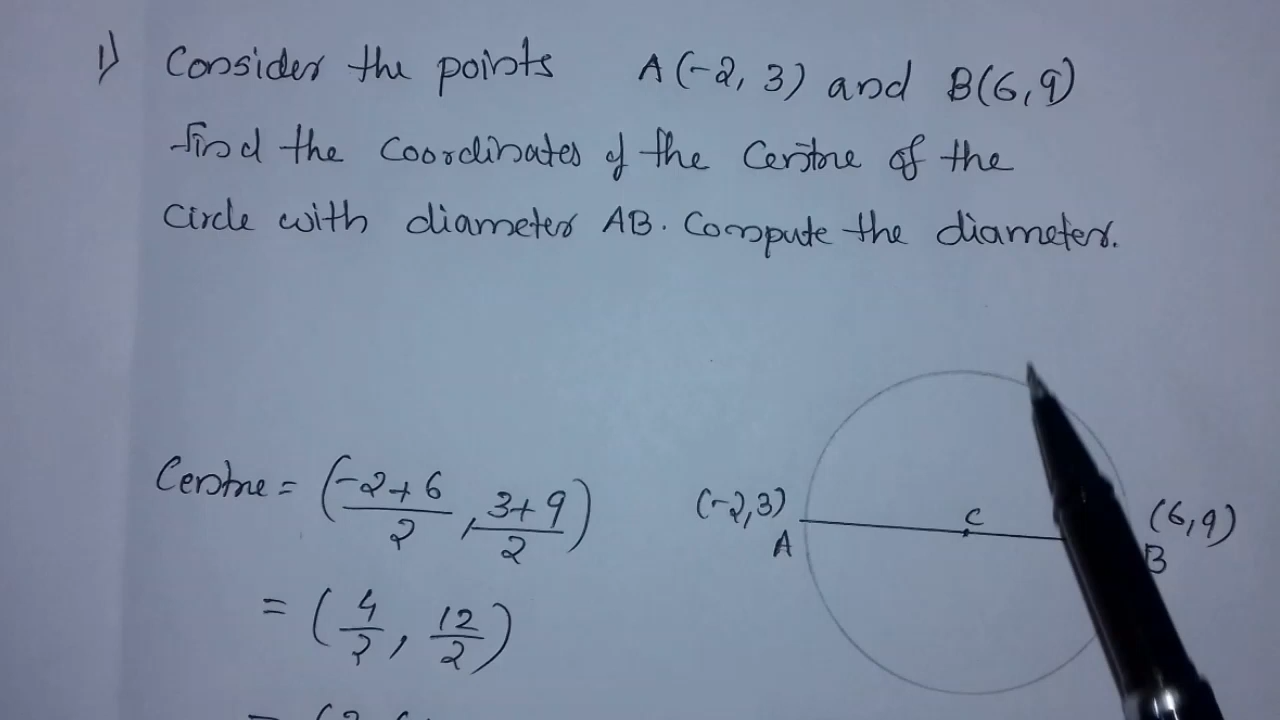 1) Consider the points A(-2, 3) and B(6, 9)
find the coordinates of the Centre of the
circle with diameter AB. Compute the diameter.
Centre = (-2+6/2, 3+9/2)
= (4/2, 12/2)
=
(-2,3)
A
C
(6,9)
B